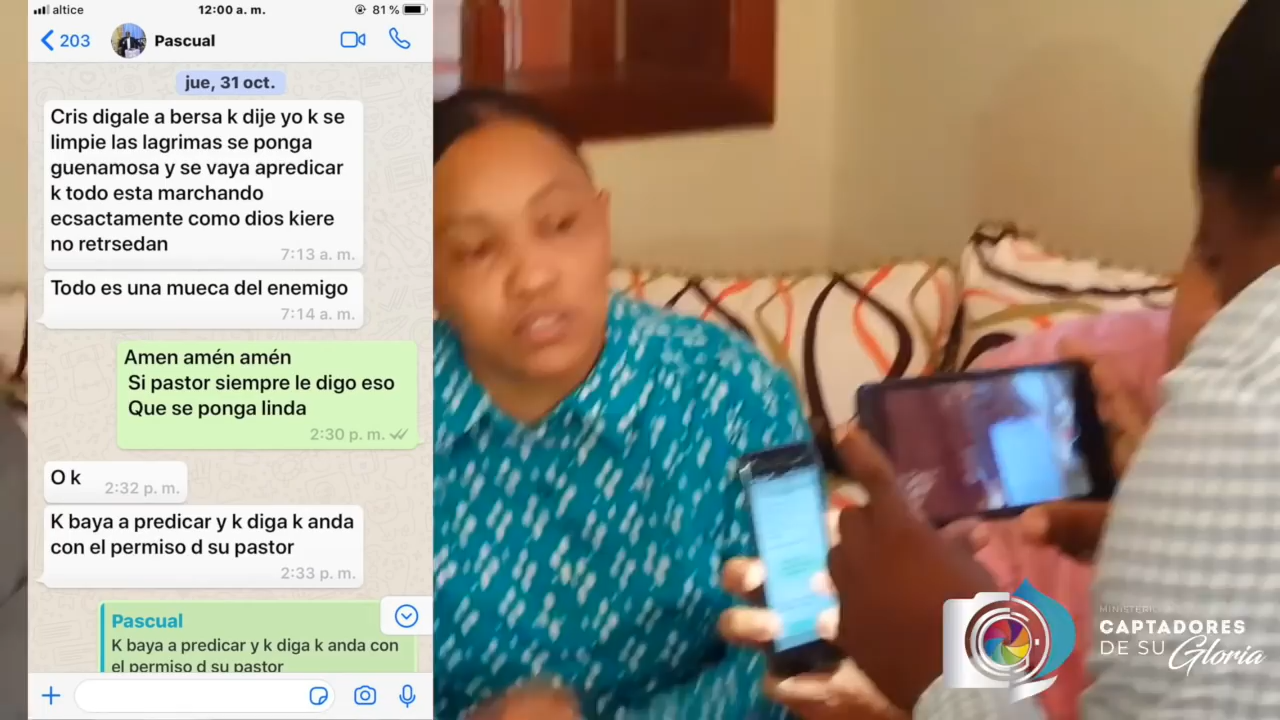 altice
12:00 a. m.
81 %
203
Pascual
jue, 31 oct.
Cris digale a bersa k dije yo k se
limpie las lagrimas se ponga
guenamosa y se vaya apredicar
k todo esta marchando
ecsactamente como dios kiere
no retrsedan
7:13 a. m.
Todo es una mueca del enemigo
7:14 a. m.
Amen amén amén
Si pastor siempre le digo eso
Que se ponga linda
2:30 p. m.
O k
2:32 p. m.
K baya a predicar y k diga k anda
con el permiso d su pastor
2:33 p. m.
Pascual
K baya a predicar y k diga k anda con
el permiso d su pastor
MINISTERIO
CAPTADORES
DE SU Gloria